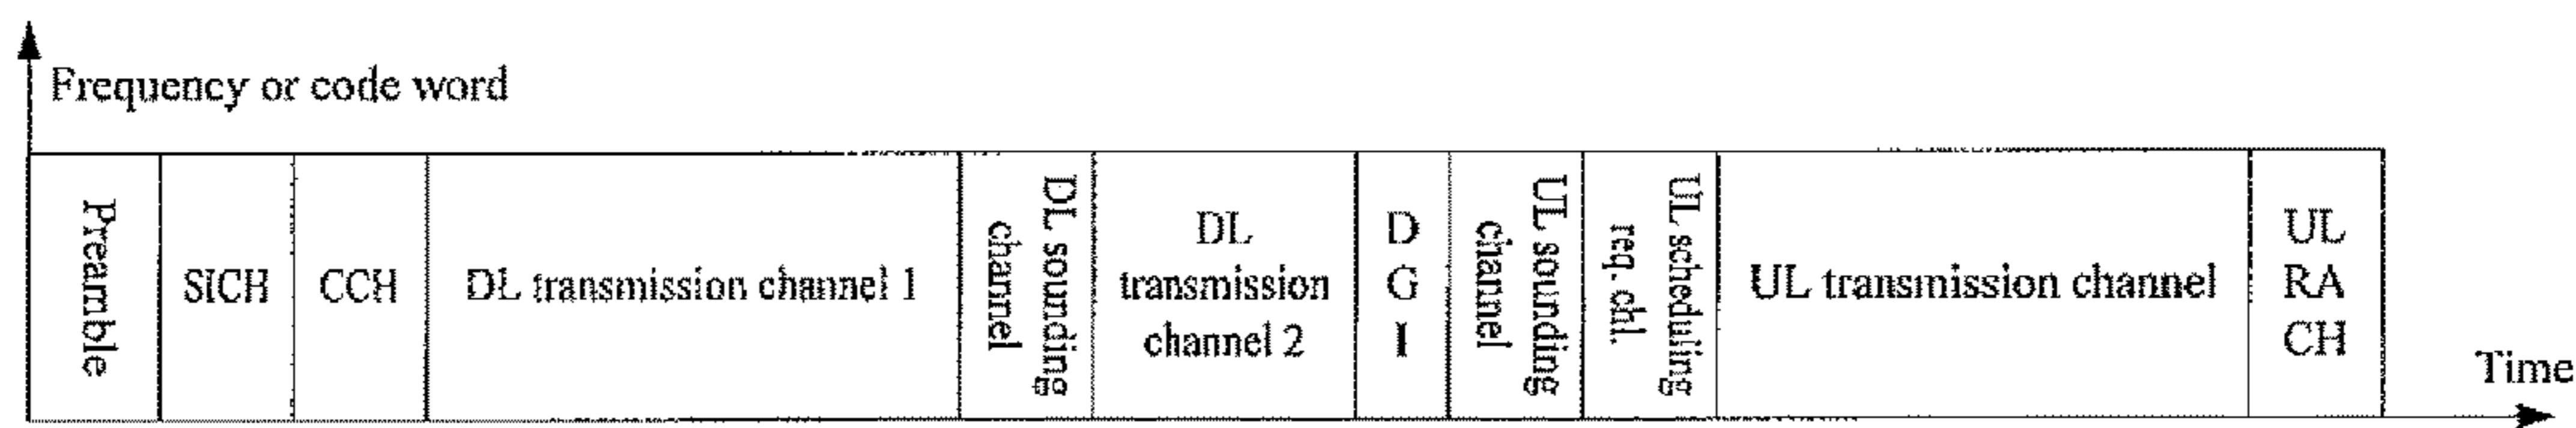 Frequency or code word
Preamble
SICH
CCH
DL transmission channel 1
DL sounding
channel
DL
transmission
channel 2
D
G
I
UL sounding
channel
UL scheduling
req. chl.
UL transmission channel
UL
RA
CH
Time